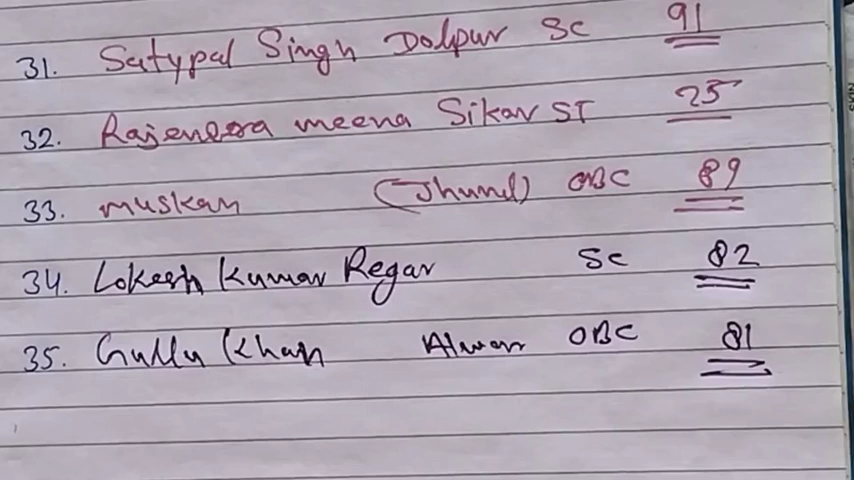 31. Satypal Singh Dolpur SC 91
32. Rajendra meena Sikar ST 25
33. muskan (Jhunel) OBC 89
34. Lokesh Kumar Regar SC 82
35. Gullu Khan Alwar OBC 81